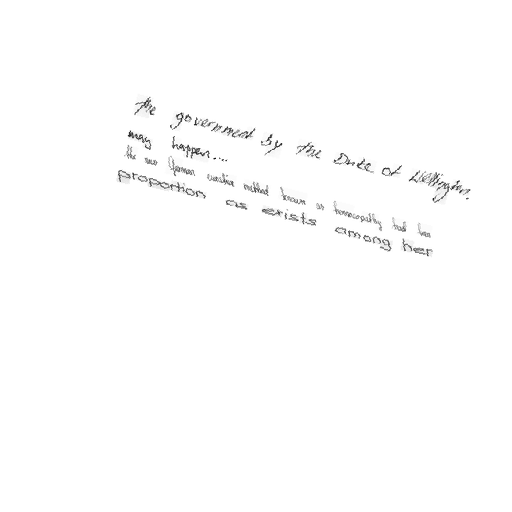 the government by the Duke of Wellington.
may happen....
the new German curative method known as homeopathy had been
proportion as exists among her